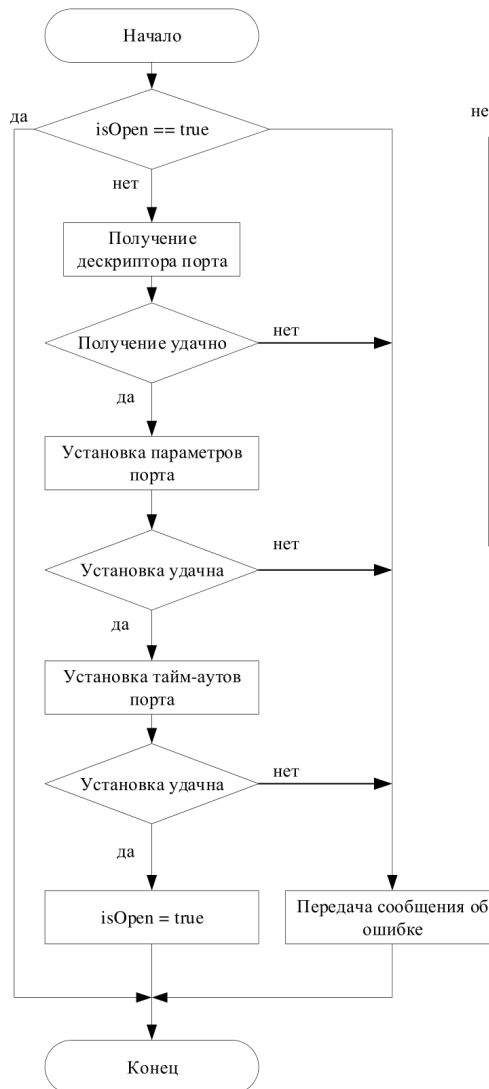 Начало
да
isOpen == true
не
нет
Получение
дескриптора порта
Получение удачно
нет
да
Установка параметров
порта
нет
Установка удачна
да
Установка тайм-аутов
порта
Установка удачна
нет
да
isOpen = true
Передача сообщения об
ошибке
Конец